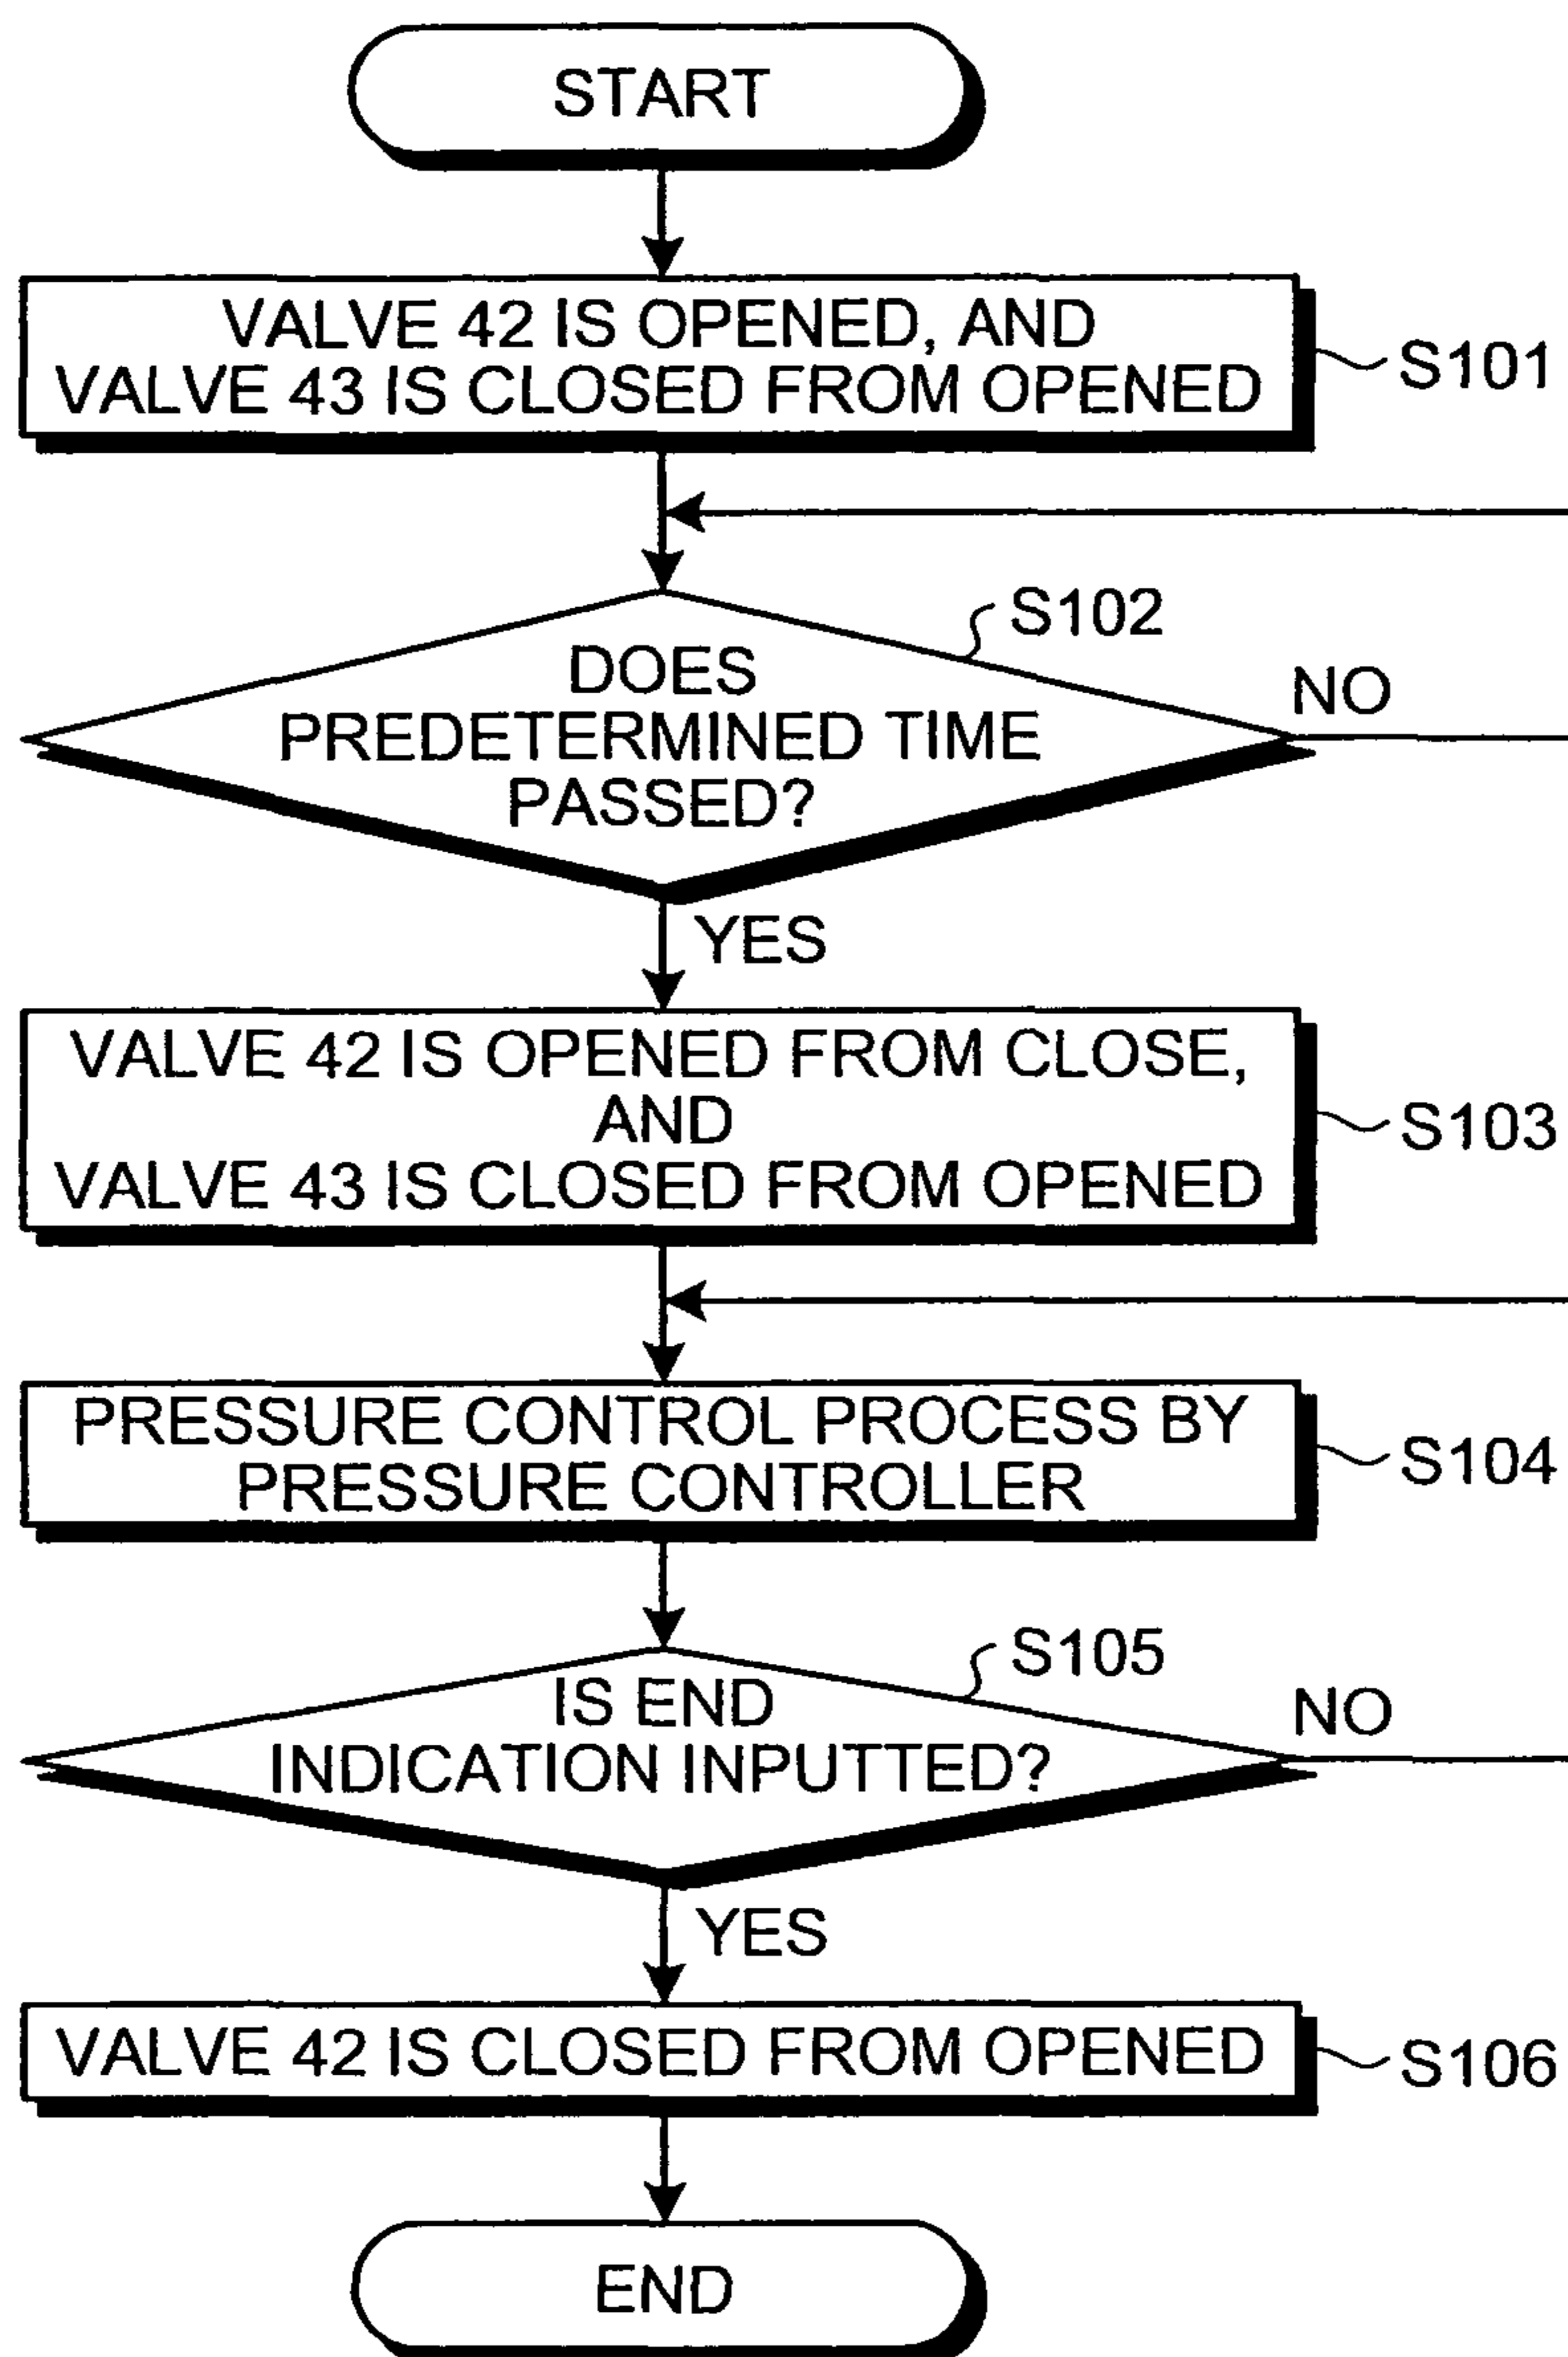 START
VALVE 42 IS OPENED, AND
VALVE 43 IS CLOSED FROM OPENED
S101
S102
DOES
PREDETERMINED TIME
PASSED?
NO
YES
VALVE 42 IS OPENED FROM CLOSE,
AND
VALVE 43 IS CLOSED FROM OPENED
S103
PRESSURE CONTROL PROCESS BY
PRESSURE CONTROLLER
S104
S105
IS END
INDICATION INPUTTED?
NO
YES
VALVE 42 IS CLOSED FROM OPENED
S106
END